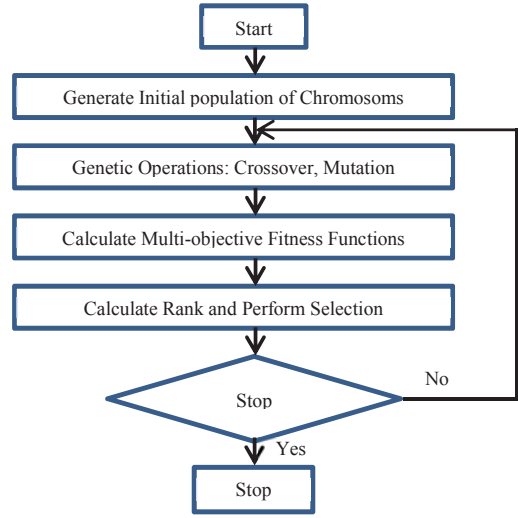 Start
Generate Initial population of Chromosoms
Genetic Operations: Crossover, Mutation
Calculate Multi-objective Fitness Functions
Calculate Rank and Perform Selection
Stop
No
Yes
Stop